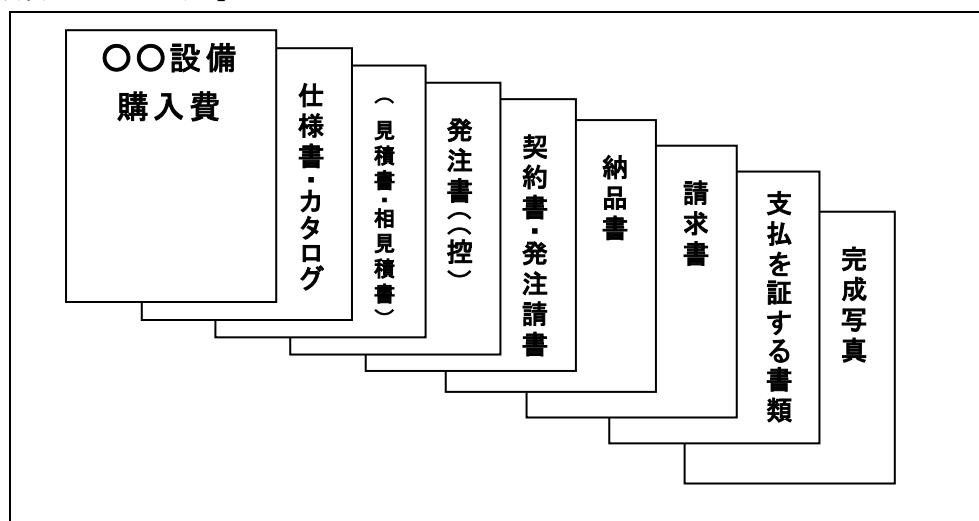 〇〇設備
購入費
仕様書・カタログ
(見積書・相見積書)
発注書((控)
契約書・発注請書
納品書
請求書
支払を証する書類
完成写真